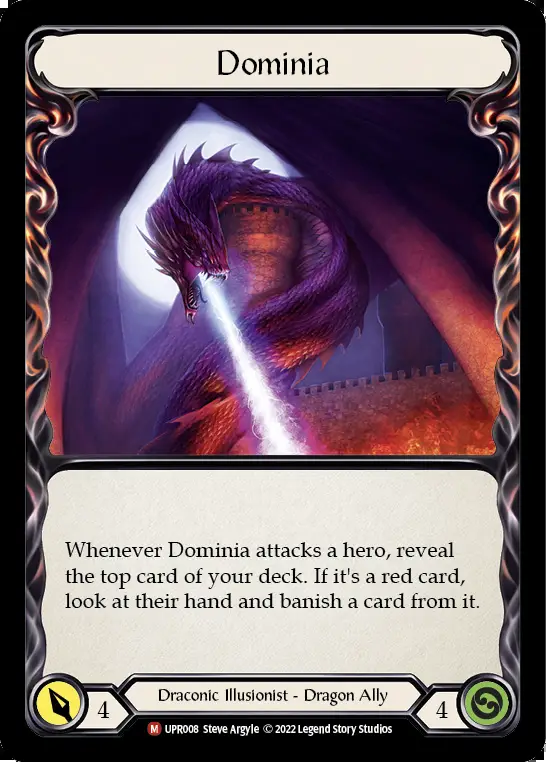 Dominia
Whenever Dominia attacks a hero, reveal
the top card of your deck. If it's a red card,
look at their hand and banish a card from it.
4
Draconic Illusionist - Dragon Ally
4
M UPR008 Steve Argyle © 2022 Legend Story Studios